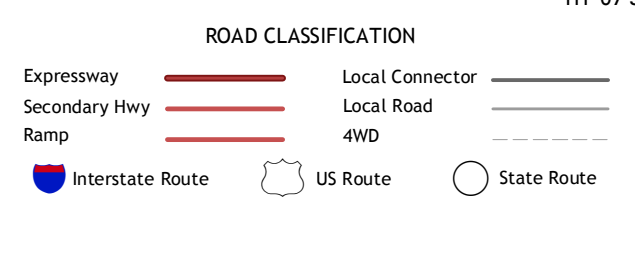 ROAD CLASSIFICATION
Expressway
Local Connector
Secondary Hwy
Local Road
Ramp
4WD
Interstate Route
US Route
State Route